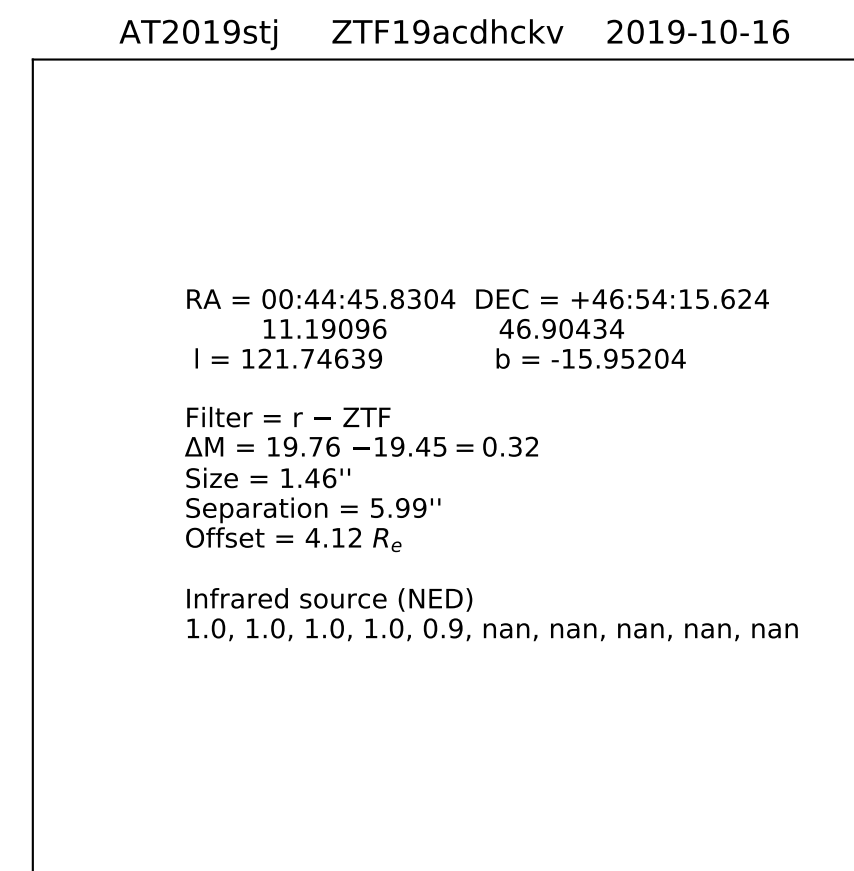 AT2019stj ZTF19acdhckv 2019-10-16
RA = 00:44:45.8304 DEC = +46:54:15.624
11.19096 46.90434
l = 121.74639 b = -15.95204
Filter = r − ZTF
ΔM = 19.76 −19.45 = 0.32
Size = 1.46''
Separation = 5.99''
Offset = 4.12 Re
Infrared source (NED)
1.0, 1.0, 1.0, 1.0, 0.9, nan, nan, nan, nan, nan